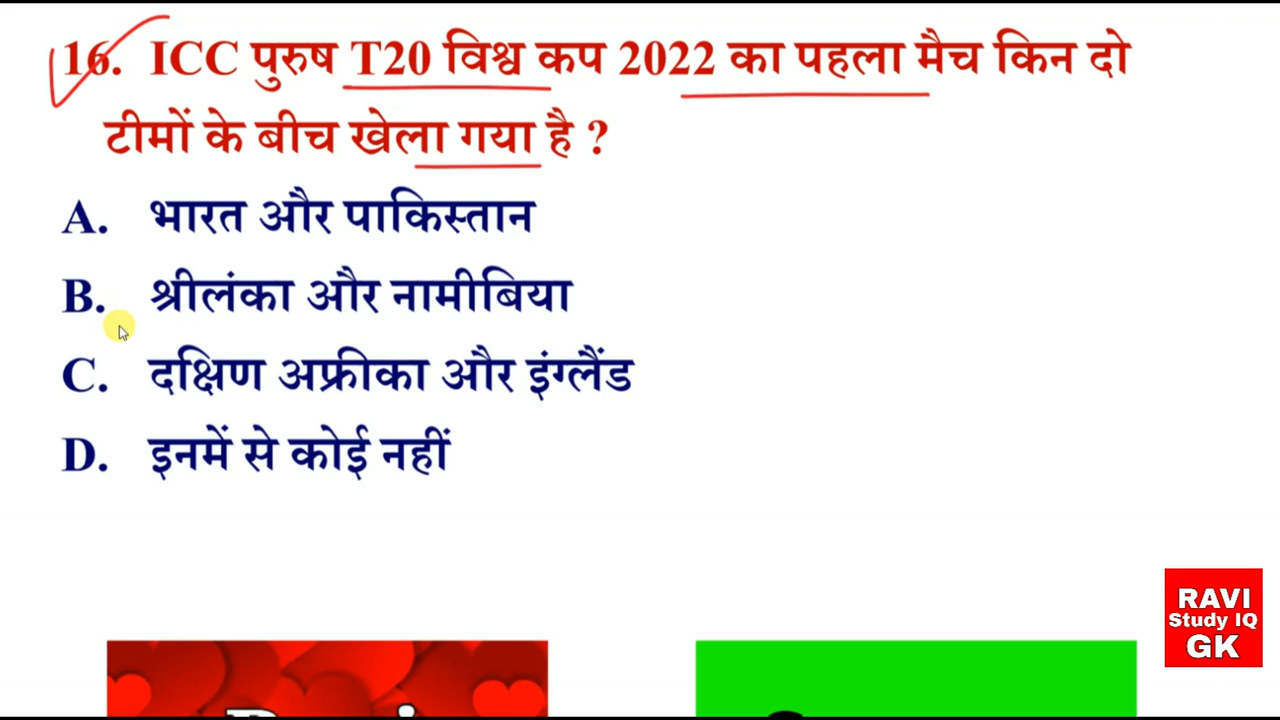 16. ICC पुरुष T20 विश्व कप 2022 का पहला मैच किन दो
टीमों के बीच खेला गया है ?
A. भारत और पाकिस्तान
B. श्रीलंका और नामीबिया
C. दक्षिण अफ्रीका और इंग्लैंड
D. इनमें से कोई नहीं
RAVI
Study IQ
GK